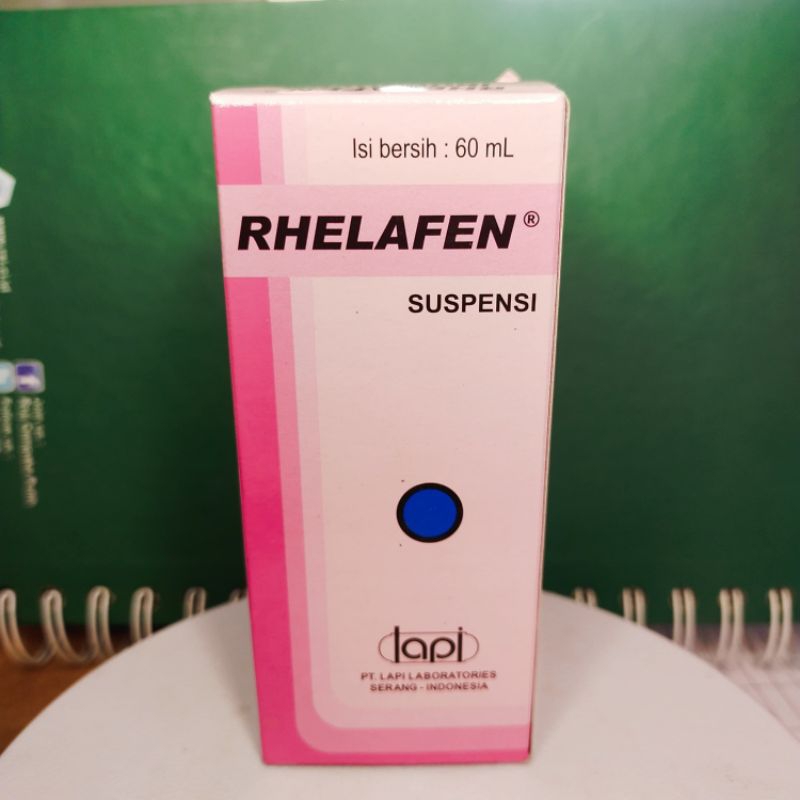 Isi bersih : 60 mL
RHELAFEN®
SUSPENSI
lapi
PT. LAPI LABORATORIES
SERANG - INDONESIA